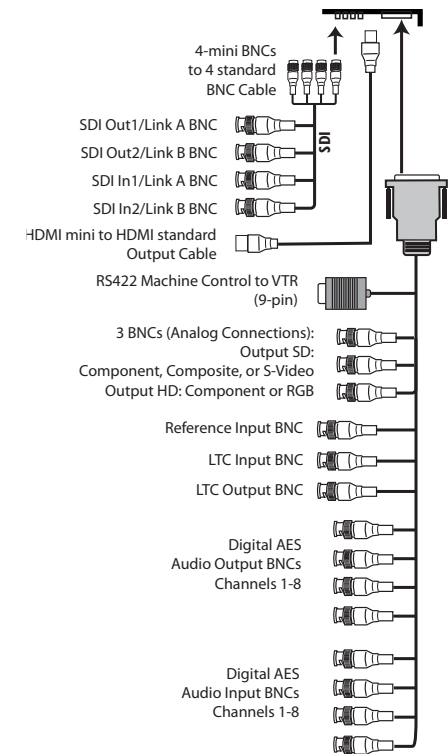 4-mini BNCs
to 4 standard
BNC Cable
SDI Out1/Link A BNC
SDI Out2/Link B BNC
SDI In1/Link A BNC
SDI In2/Link B BNC
SDI
HDMI mini to HDMI standard
Output Cable
RS422 Machine Control to VTR
(9-pin)
3 BNCs (Analog Connections):
Output SD:
Component, Composite, or S-Video
Output HD: Component or RGB
Reference Input BNC
LTC Input BNC
LTC Output BNC
Digital AES
Audio Output BNCs
Channels 1-8
Digital AES
Audio Input BNCs
Channels 1-8